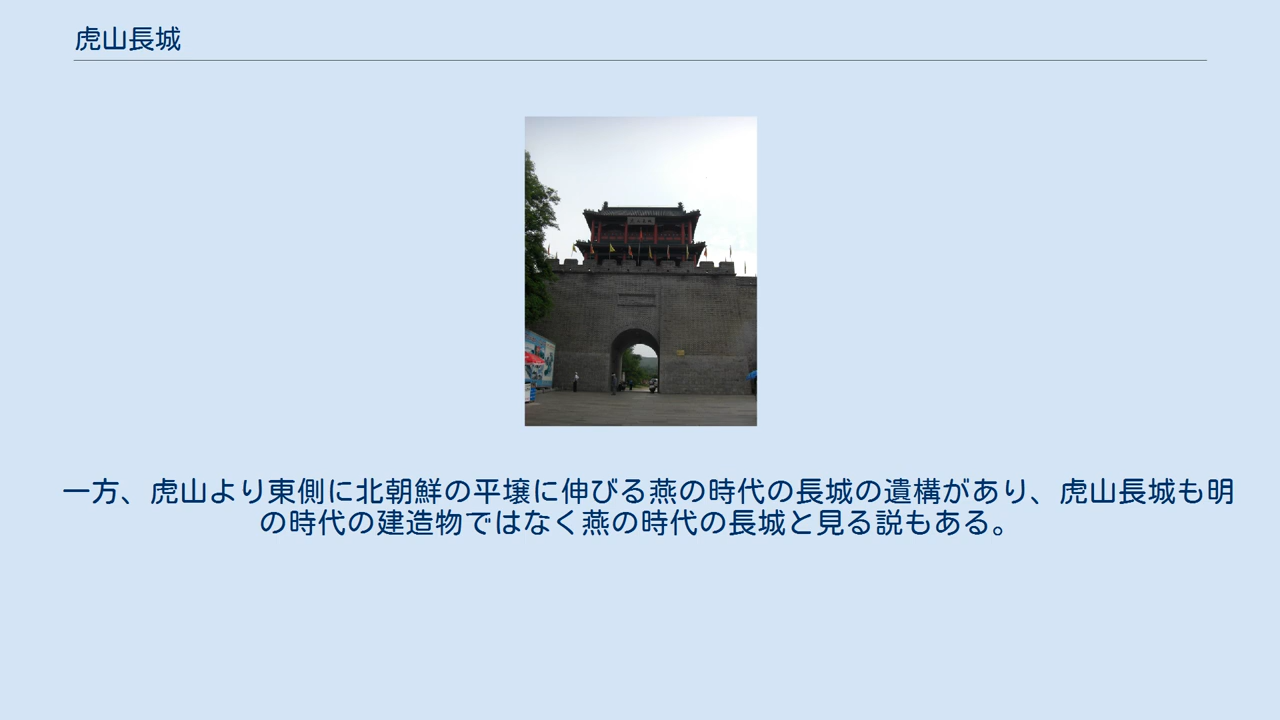 虎山長城
一方、虎山より東側に北朝鮮の平壌に伸びる燕の時代の長城の遺構があり、虎山長城も明
の時代の建造物ではなく燕の時代の長城と見る説もある。